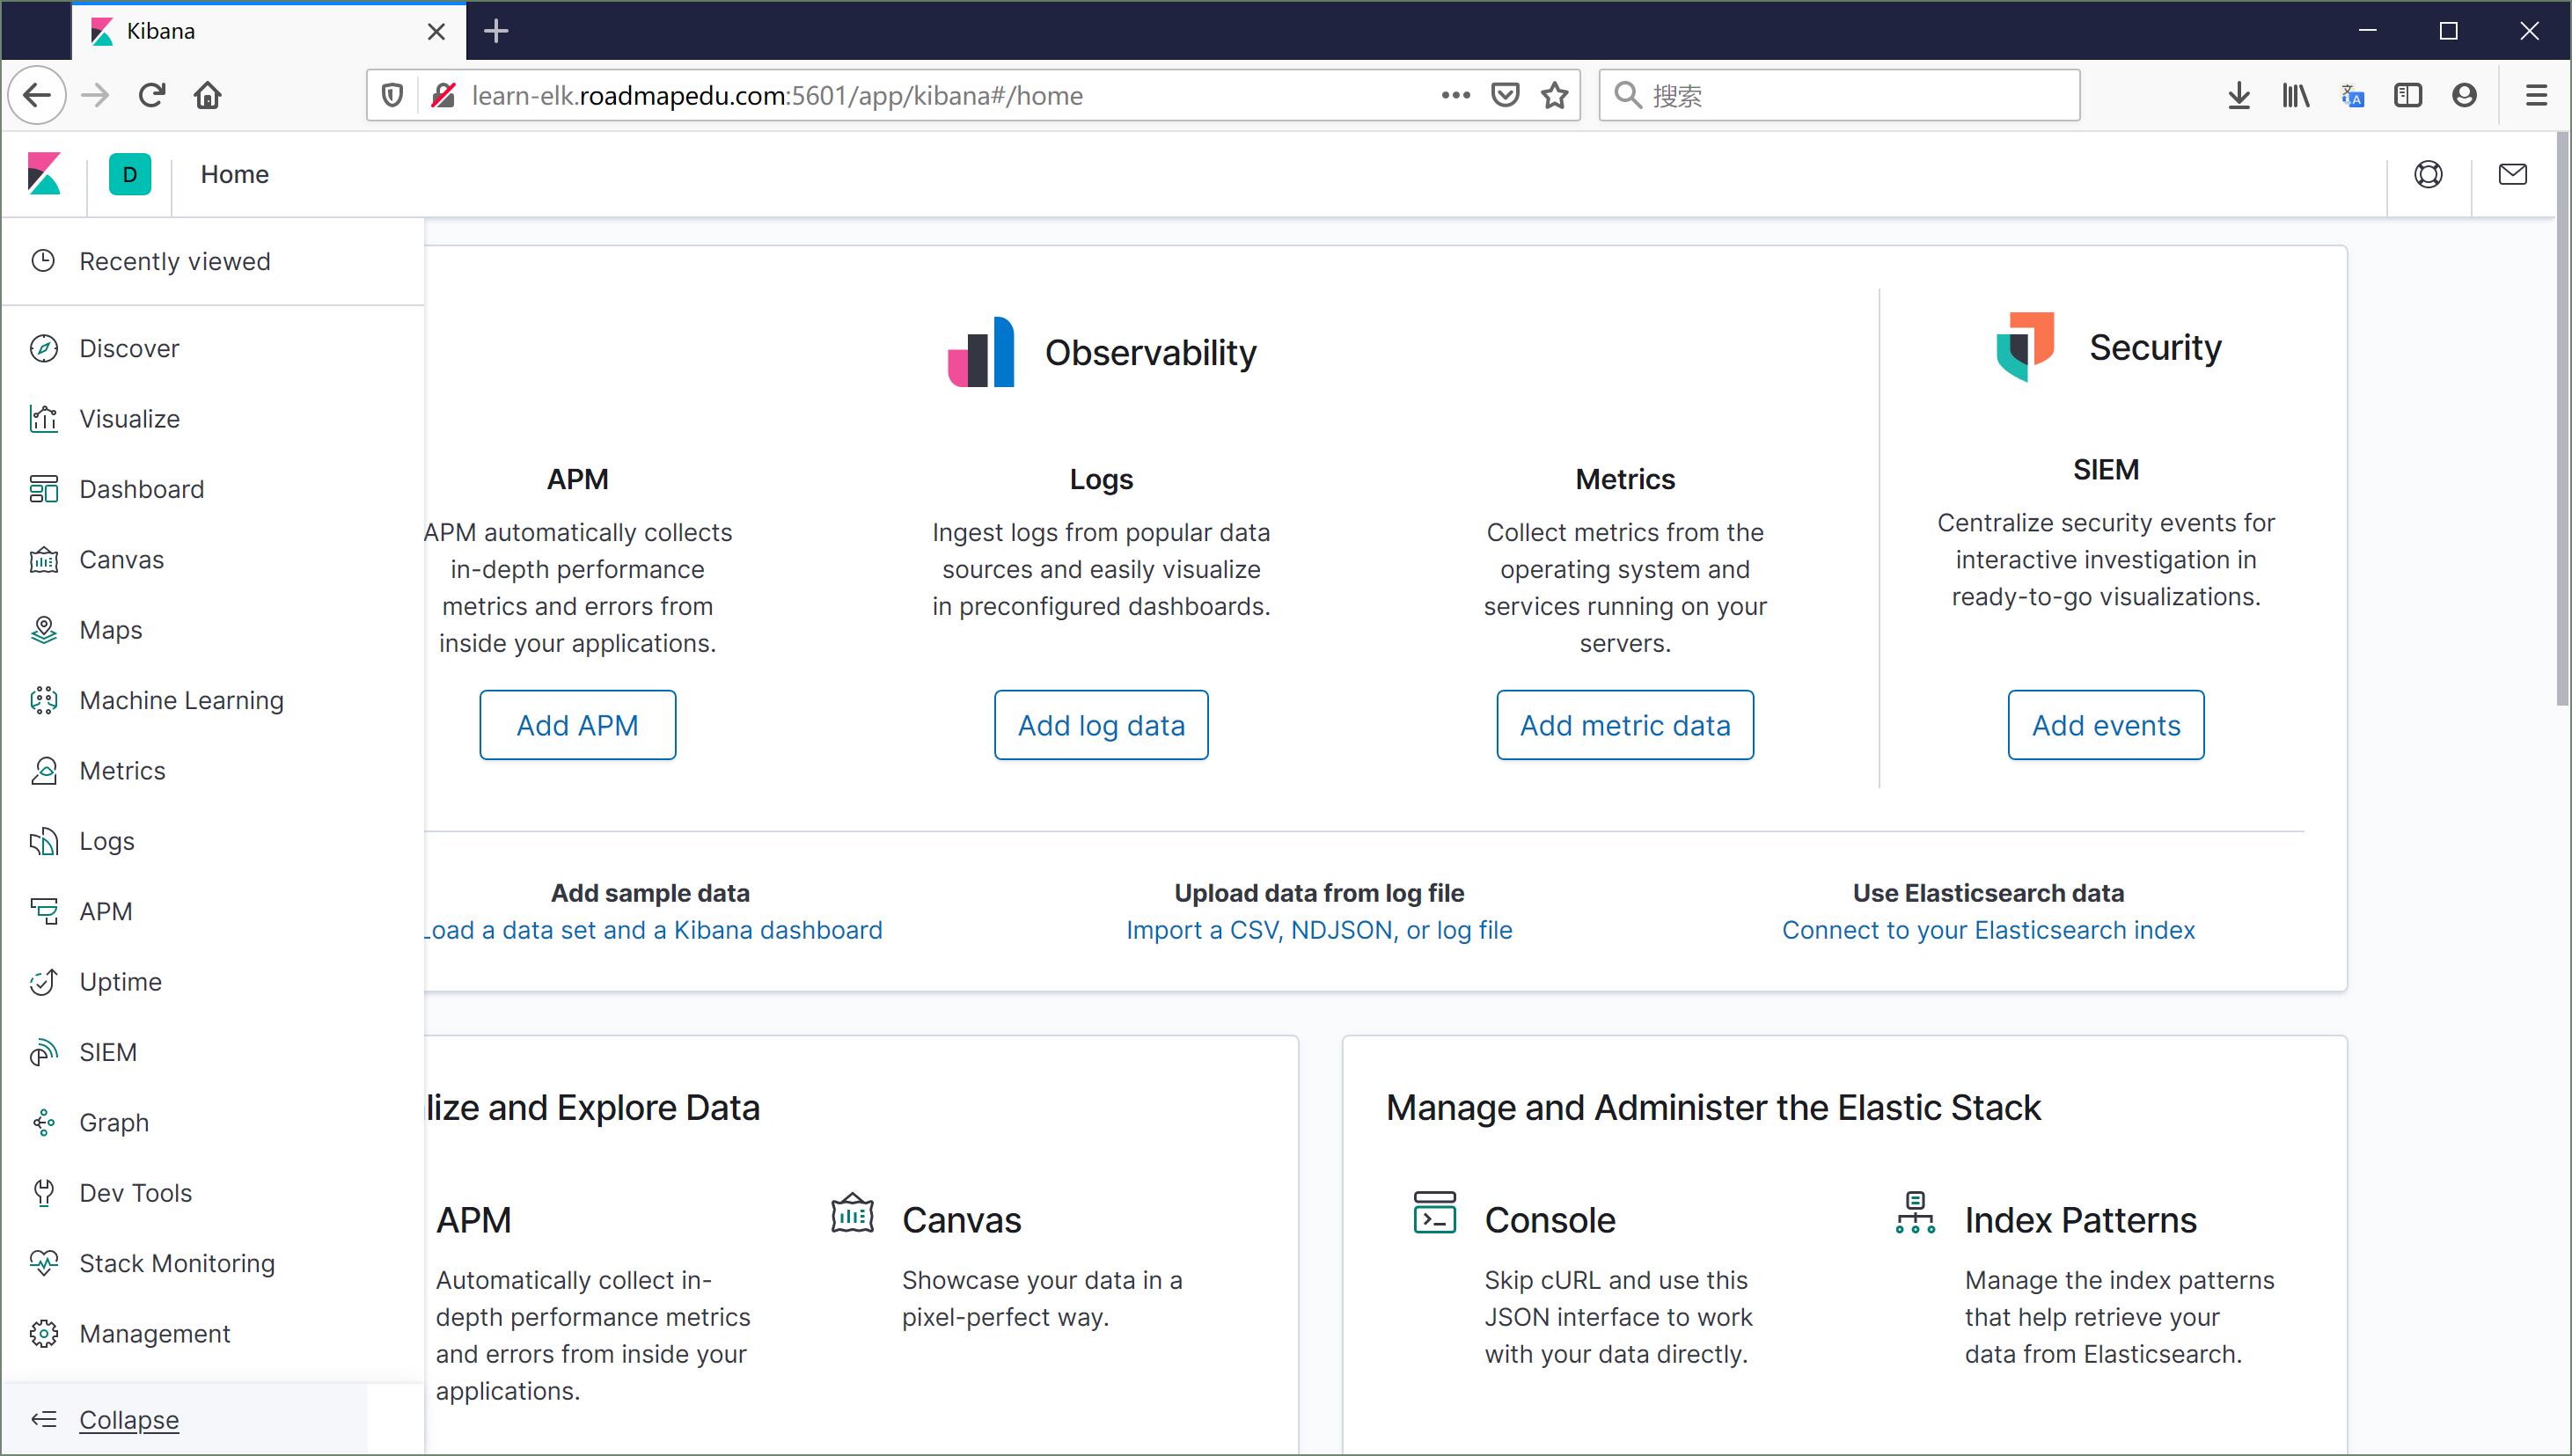 Kibana
learn-elk.roadmapedu.com:5601/app/kibana#/home
搜索
D
Home
Recently viewed
Discover
Visualize
Dashboard
Canvas
Maps
Machine Learning
Metrics
Logs
APM
Uptime
SIEM
Graph
Dev Tools
Stack Monitoring
Management
Collapse
Observability
APM
APM automatically collects
in-depth performance
metrics and errors from
inside your applications.
Add APM
Logs
Ingest logs from popular data
sources and easily visualize
in preconfigured dashboards.
Add log data
Metrics
Collect metrics from the
operating system and
services running on your
servers.
Add metric data
Security
SIEM
Centralize security events for
interactive investigation in
ready-to-go visualizations.
Add events
Add sample data
Load a data set and a Kibana dashboard
Upload data from log file
Import a CSV, NDJSON, or log file
Use Elasticsearch data
Connect to your Elasticsearch index
lize and Explore Data
APM
Automatically collect in-
depth performance metrics
and errors from inside your
applications.
Canvas
Showcase your data in a
pixel-perfect way.
Manage and Administer the Elastic Stack
Console
Skip cURL and use this
JSON interface to work
with your data directly.
Index Patterns
Manage the index patterns
that help retrieve your
data from Elasticsearch.